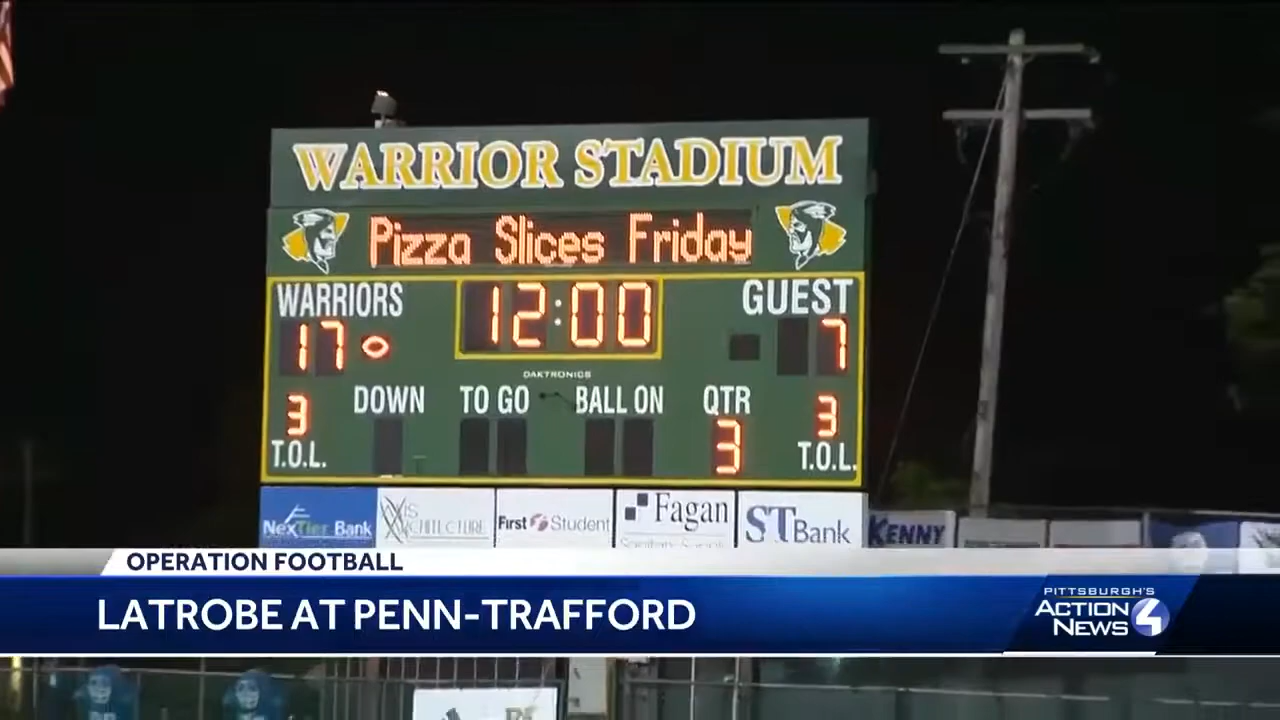 WARRIOR STADIUM
Pizza Slices Friday
WARRIORS 12:00 GUEST
17 7
DAKTRONICS
3 DOWN TO GO BALL ON QTR 3
T.O.L. 3 T.O.L.
NexTier Bank ARCHITECTURE First Student Fagan ST Bank KENNY
OPERATION FOOTBALL
LATROBE AT PENN-TRAFFORD
PITTSBURGH'S
ACTION
NEWS 4